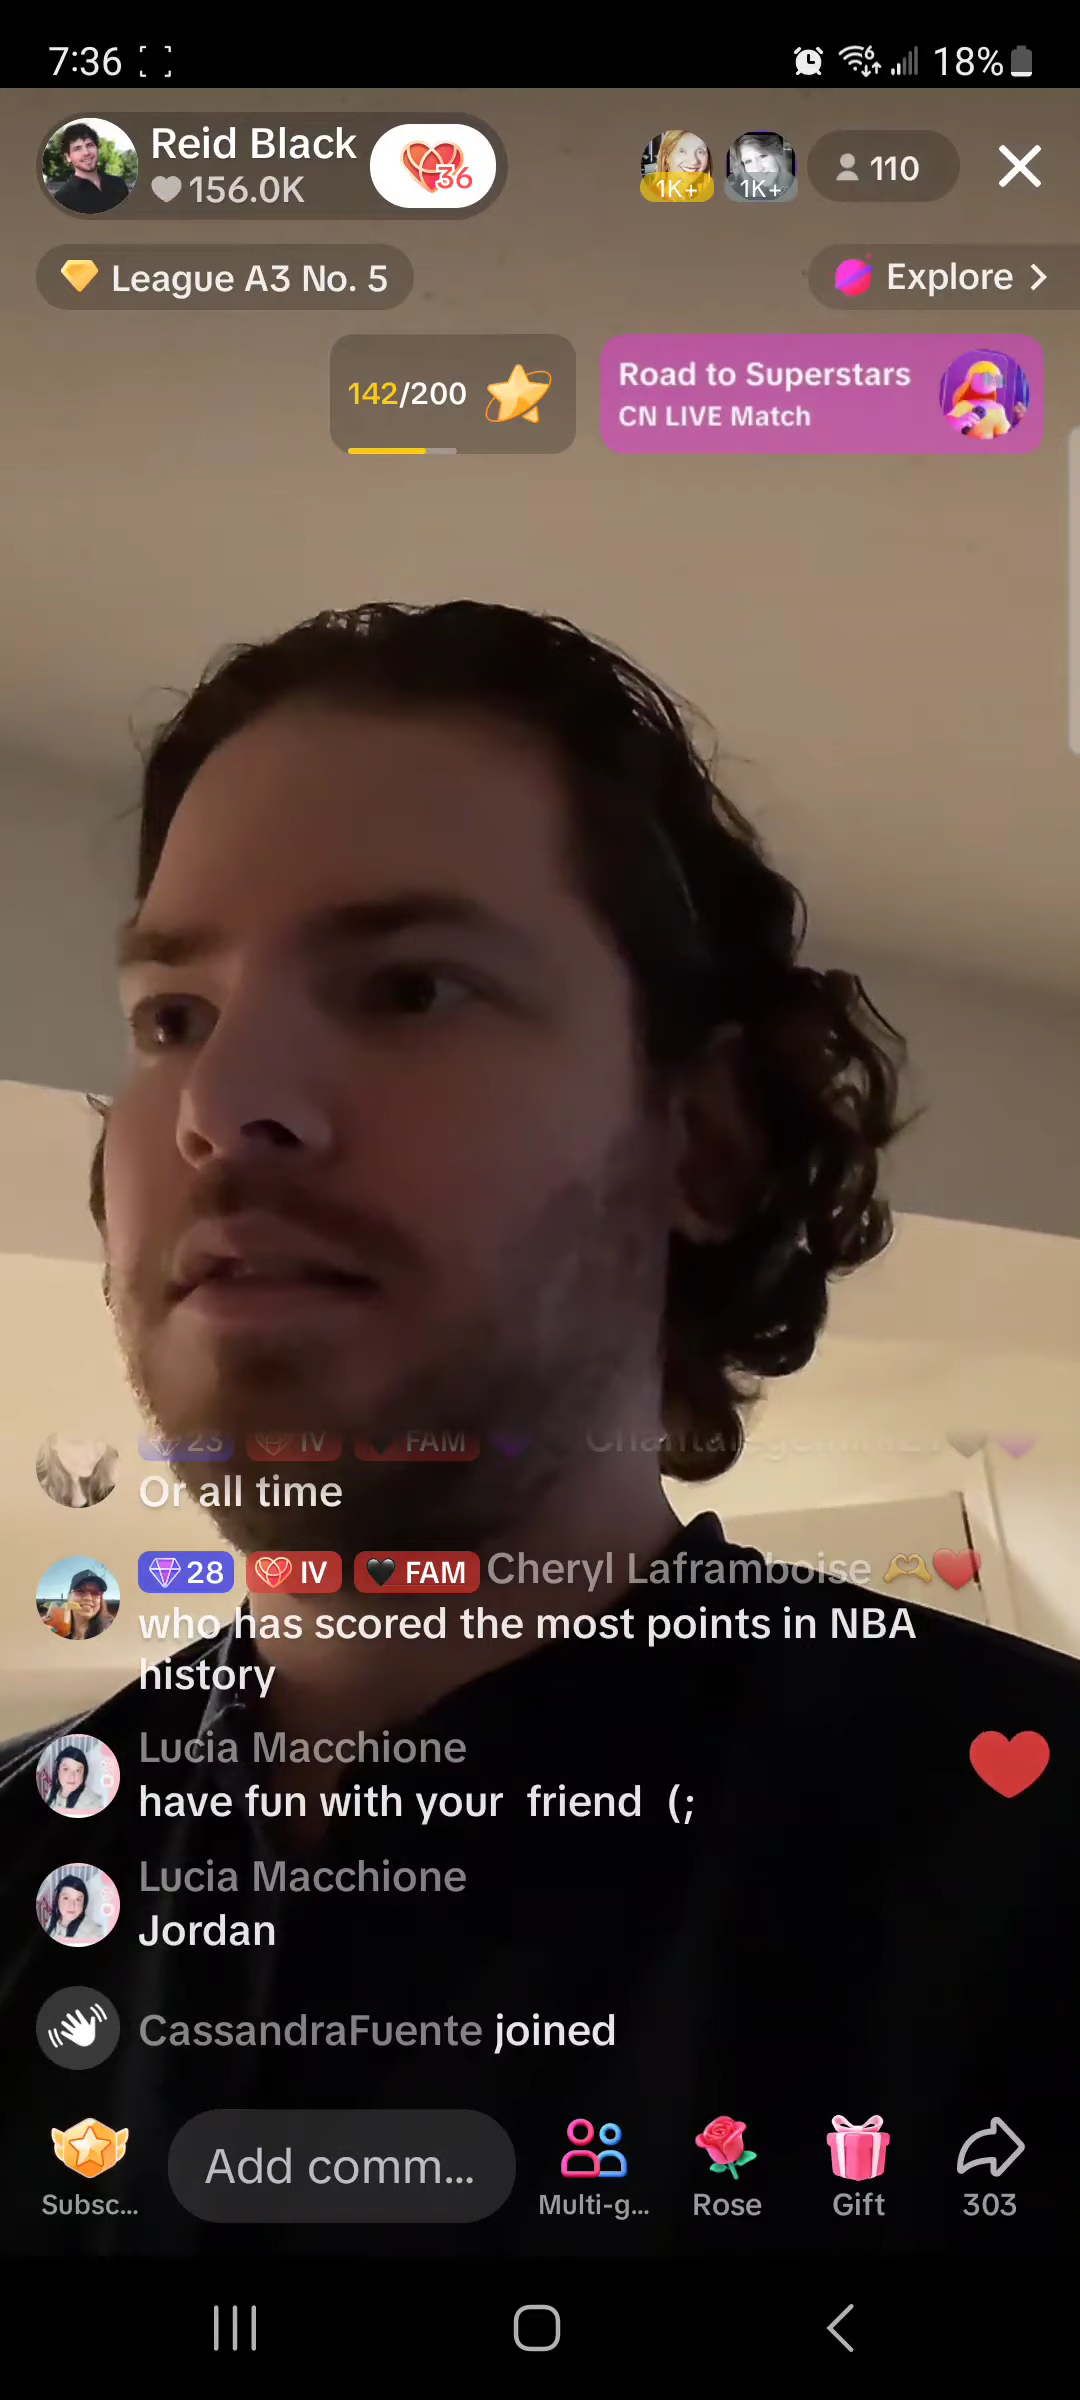 7:36 18%
Reid Black
156.0K
36
1K+ 1K+ 110
League A3 No. 5 Explore
142/200
Road to Superstars
CN LIVE Match
23 IV FAM
Or all time
28 IV FAM Cheryl Laframboise
who has scored the most points in NBA
history
Lucia Macchione
have fun with your friend (;
Lucia Macchione
Jordan
CassandraFuente joined
Add comm...
Subsc... Multi-g... Rose Gift 303